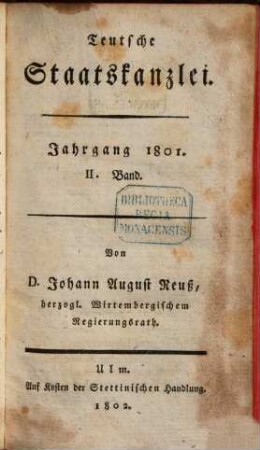 Teutsche
Staatskanzlei.
Jahrgang 1801.
II. Band.
BIBLIOTHECA
REGIA
MONACENSIS
Von
D. Johann August Reuß,
herzogl. Wirtembergischem
Regierungsrath.
Ulm.
Auf Kosten der Stettinischen Handlung.
1802.